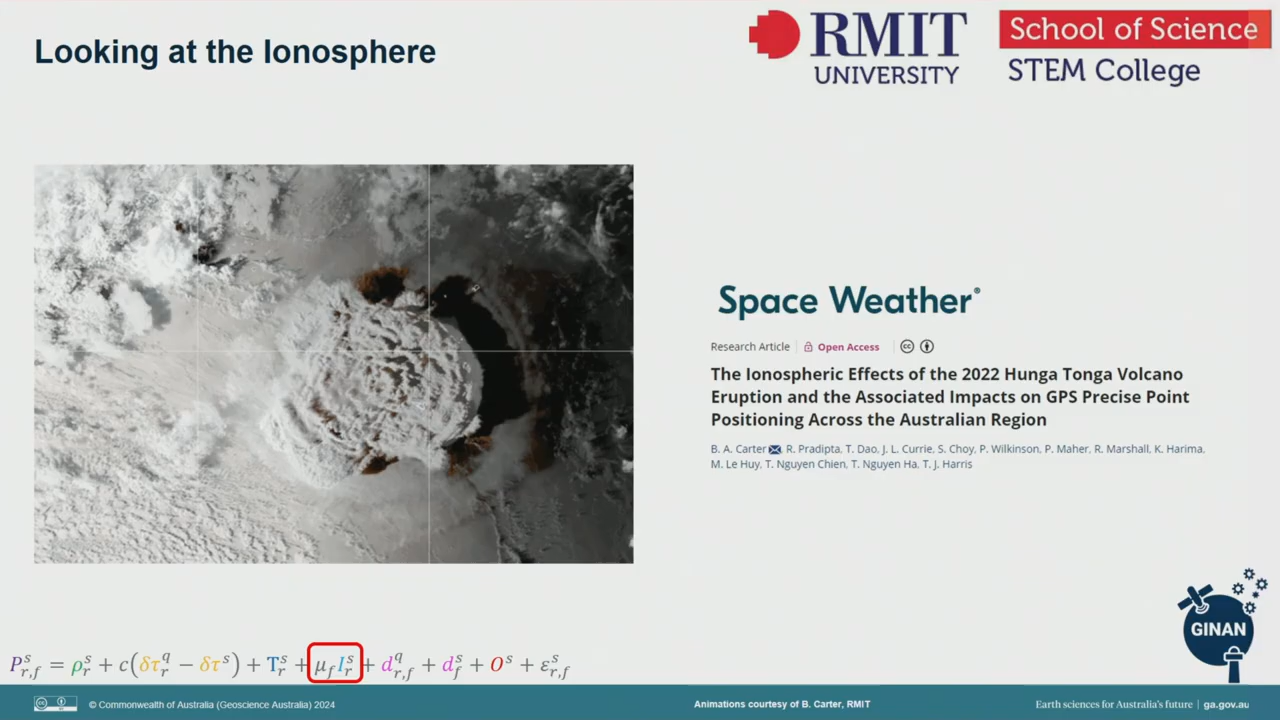 Looking at the Ionosphere
RMIT
UNIVERSITY
School of Science
STEM College
Space Weather®
Research Article | Open Access
The Ionospheric Effects of the 2022 Hunga Tonga Volcano
Eruption and the Associated Impacts on GPS Precise Point
Positioning Across the Australian Region
B. A. Carter, R. Pradipta, T. Dao, J. L. Currie, S. Choy, P. Wilkinson, P. Maher, R. Marshall, K. Harima,
M. Le Huy, T. Nguyen Chien, T. Nguyen Ha, T. J. Harris
GINAN
P^s_{r,f} = ρ^s_r + c(δτ^q_r − δτ^s) + T^s_r + μ_f I^s_r + d^q_{r,f} + d^s_f + O^s + ε^s_{r,f}
© Commonwealth of Australia (Geoscience Australia) 2024
Animations courtesy of B. Carter, RMIT
Earth sciences for Australia's future | ga.gov.au